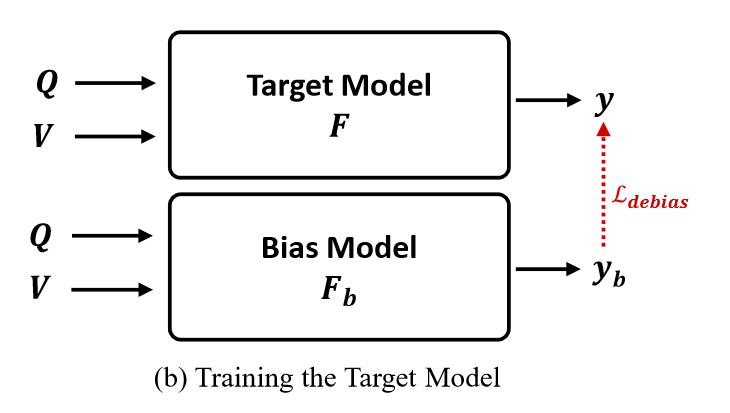 Q
V
Target Model
F
y
ℒ_debias
Q
V
Bias Model
F_b
y_b
(b) Training the Target Model